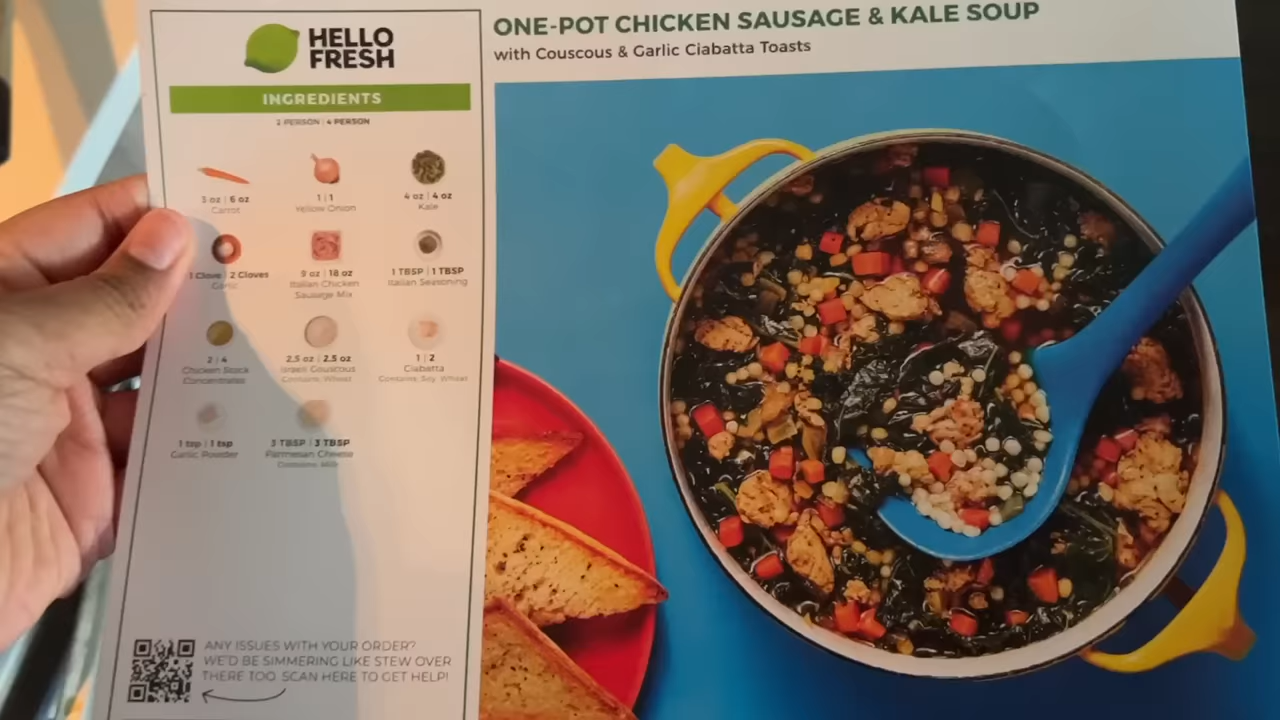 HELLO
FRESH
ONE-POT CHICKEN SAUSAGE & KALE SOUP
with Couscous & Garlic Ciabatta Toasts
INGREDIENTS
2 PERSON | 4 PERSON
3 oz | 6 oz
Carrot
1 | 1
Yellow Onion
4 oz | 4 oz
Kale
1 Clove | 2 Cloves
Garlic
9 oz | 18 oz
Italian Chicken
Sausage Mix
1 TBSP | 1 TBSP
Italian Seasoning
2 | 4
Chicken Stock
Concentrates
2.5 oz | 2.5 oz
Israeli Couscous
Contains: Wheat
1 | 2
Ciabatta
Contains: Soy, Wheat
1 tsp | 1 tsp
Garlic Powder
3 TBSP | 3 TBSP
Parmesan Cheese
Contains: Milk
ANY ISSUES WITH YOUR ORDER?
WE'D BE SIMMERING LIKE STEW OVER
THERE TOO. SCAN HERE TO GET HELP!